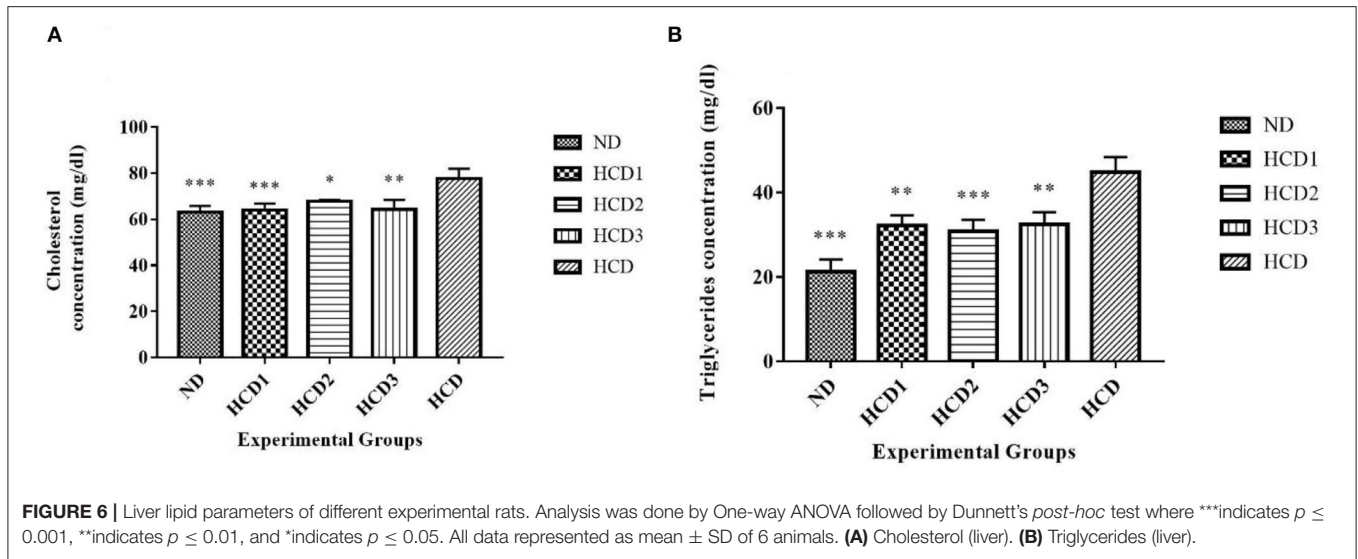 A
Cholesterol
concentration (mg/dl)
100
80
60
40
20
0
***
***
*
**
ND
HCD1
HCD2
HCD3
HCD
Experimental Groups
ND
HCD1
HCD2
HCD3
HCD
B
Triglycerides concentration (mg/dl)
60
40
20
0
***
**
***
**
ND
HCD1
HCD2
HCD3
HCD
Experimental Groups
ND
HCD1
HCD2
HCD3
HCD
FIGURE 6 | Liver lipid parameters of different experimental rats. Analysis was done by One-way ANOVA followed by Dunnett's post-hoc test where ***indicates p ≤
0.001, **indicates p ≤ 0.01, and *indicates p ≤ 0.05. All data represented as mean ± SD of 6 animals. (A) Cholesterol (liver). (B) Triglycerides (liver).